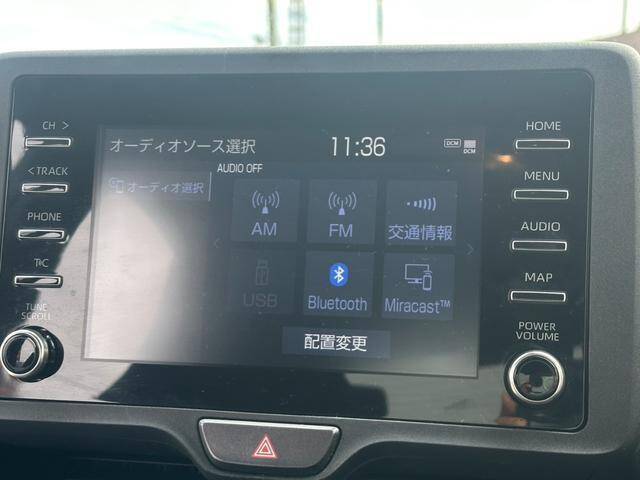 CH >
< TRACK
PHONE
T·C
TUNE
SCROLL
オーディオソース選択
11:36
DCM
DCM
AUDIO OFF
オーディオ選択
AM
FM
交通情報
USB
Bluetooth
Miracast™
配置変更
HOME
MENU
AUDIO
MAP
POWER
VOLUME